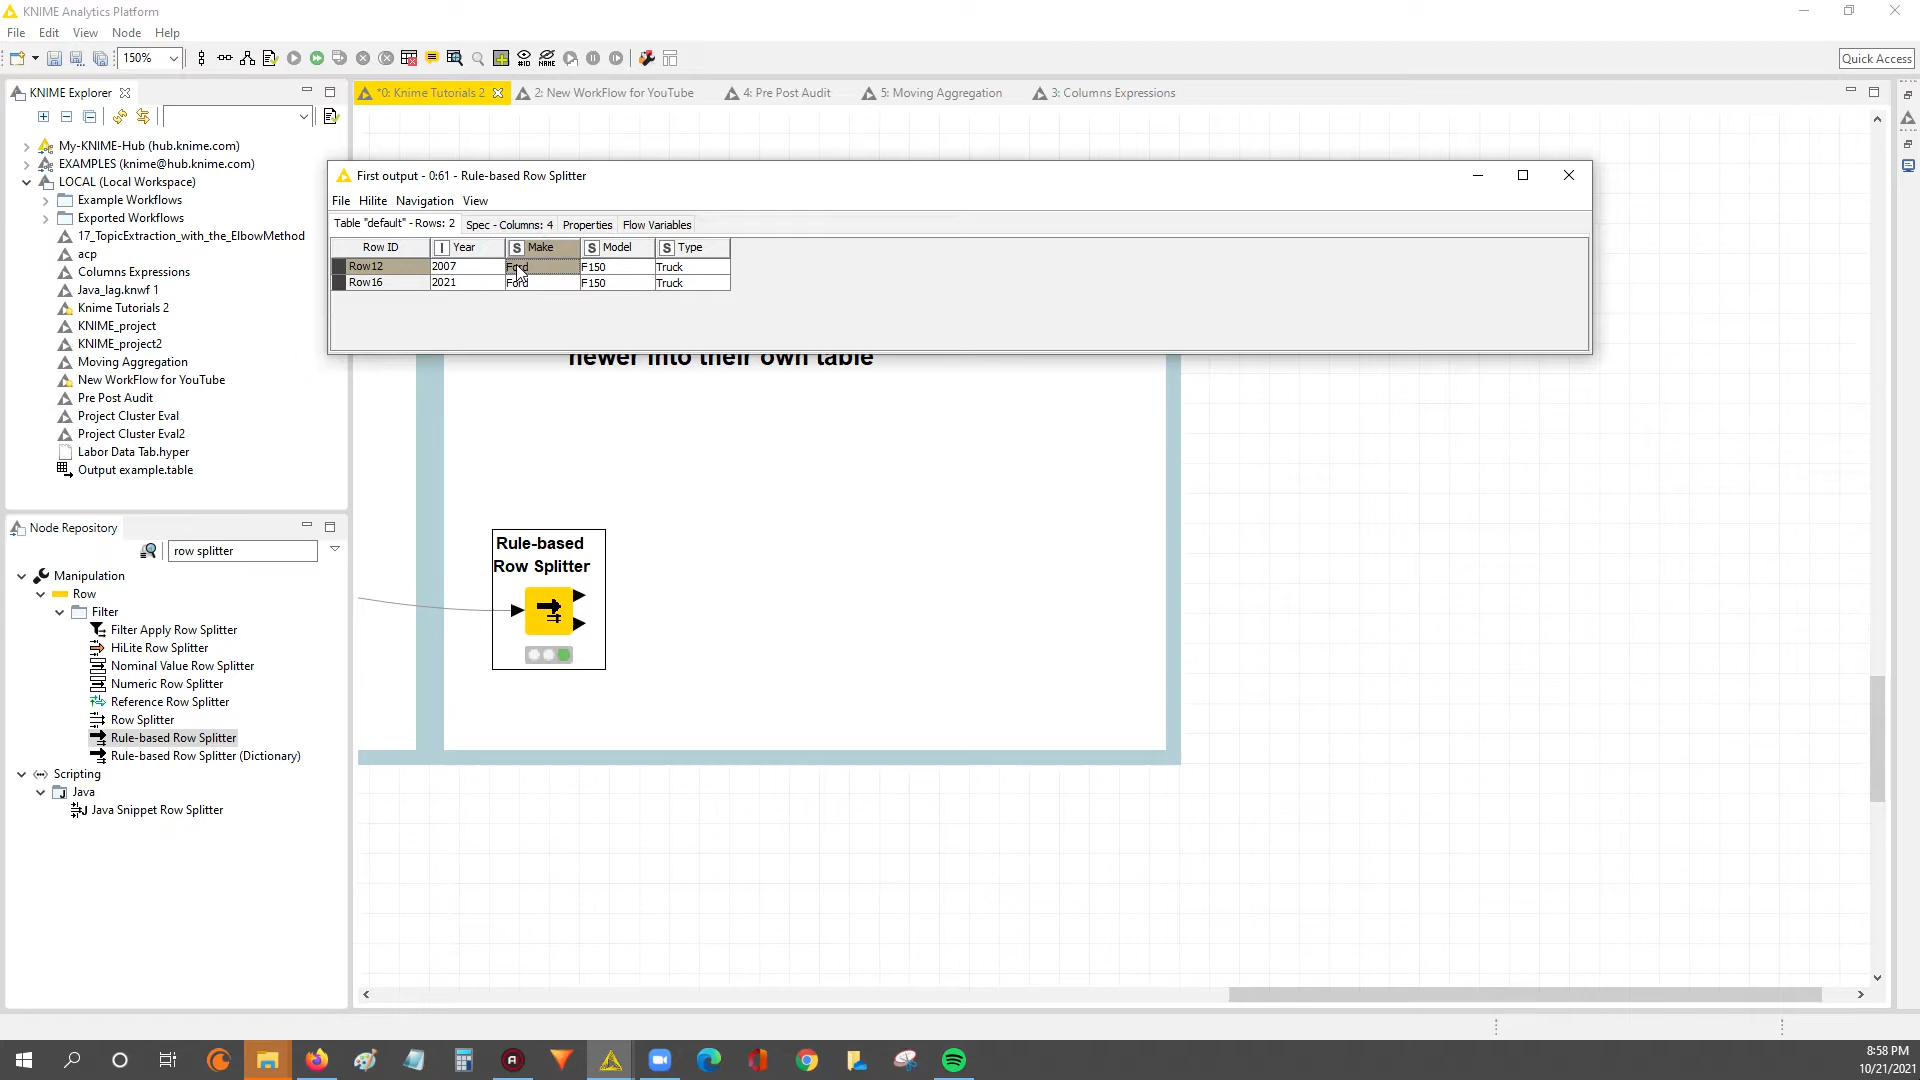 KNIME Analytics Platform
File Edit View Node Help
150%
Quick Access
KNIME Explorer
*0: Knime Tutorials 2
2: New WorkFlow for YouTube
4: Pre Post Audit
5: Moving Aggregation
3: Columns Expressions
My-KNIME-Hub (hub.knime.com)
EXAMPLES (knime@hub.knime.com)
LOCAL (Local Workspace)
Example Workflows
Exported Workflows
17_TopicExtraction_with_the_ElbowMethod
acp
Columns Expressions
Java_lag.knwf 1
Knime Tutorials 2
KNIME_project
KNIME_project2
Moving Aggregation
New WorkFlow for YouTube
Pre Post Audit
Project Cluster Eval
Project Cluster Eval2
Labor Data Tab.hyper
Output example.table
First output - 0:61 - Rule-based Row Splitter
File Hilite Navigation View
Table "default" - Rows: 2 Spec - Columns: 4 Properties Flow Variables
Row ID I Year S Make S Model S Type
Row12 2007 Ford F150 Truck
Row16 2021 Ford F150 Truck
newer into their own table
Rule-based
Row Splitter
Node Repository
row splitter
Manipulation
Row
Filter
Filter Apply Row Splitter
HiLite Row Splitter
Nominal Value Row Splitter
Numeric Row Splitter
Reference Row Splitter
Row Splitter
Rule-based Row Splitter
Rule-based Row Splitter (Dictionary)
Scripting
Java
Java Snippet Row Splitter
8:58 PM
10/21/2021